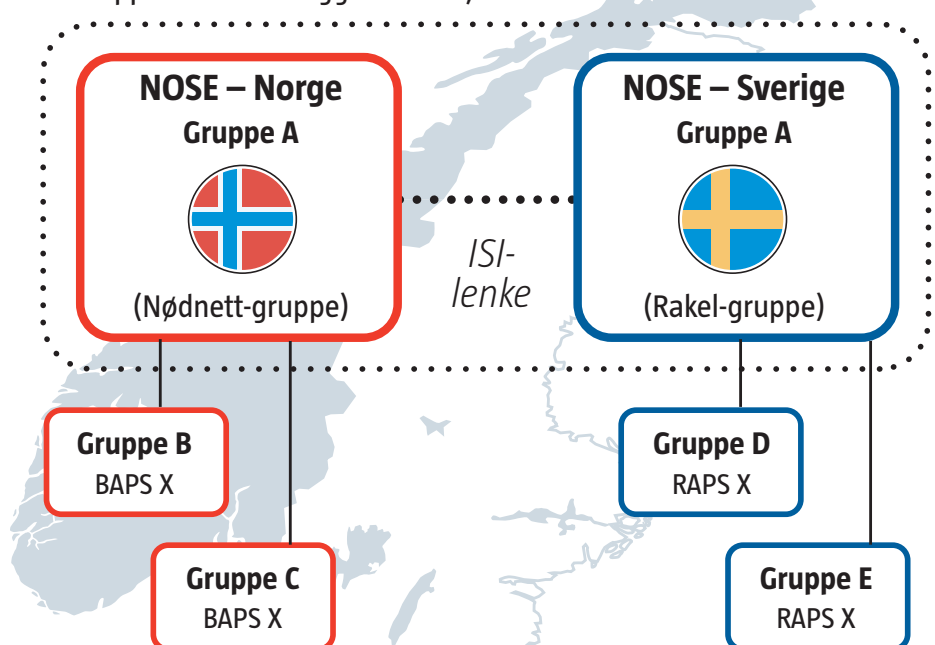 NOSE – Norge
Gruppe A
(Nødnett-gruppe)
ISI-
lenke
NOSE – Sverige
Gruppe A
(Rakel-gruppe)
Gruppe B
BAPS X
Gruppe C
BAPS X
Gruppe D
RAPS X
Gruppe E
RAPS X